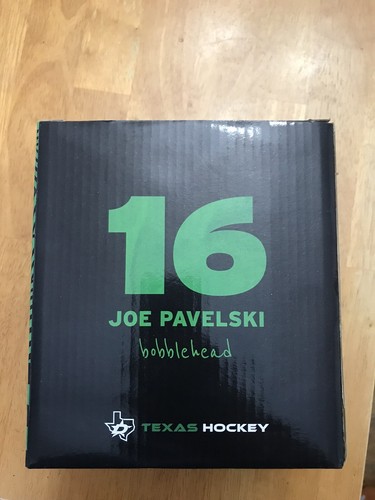 16
JOE PAVELSKI
bobblehead
TEXAS HOCKEY